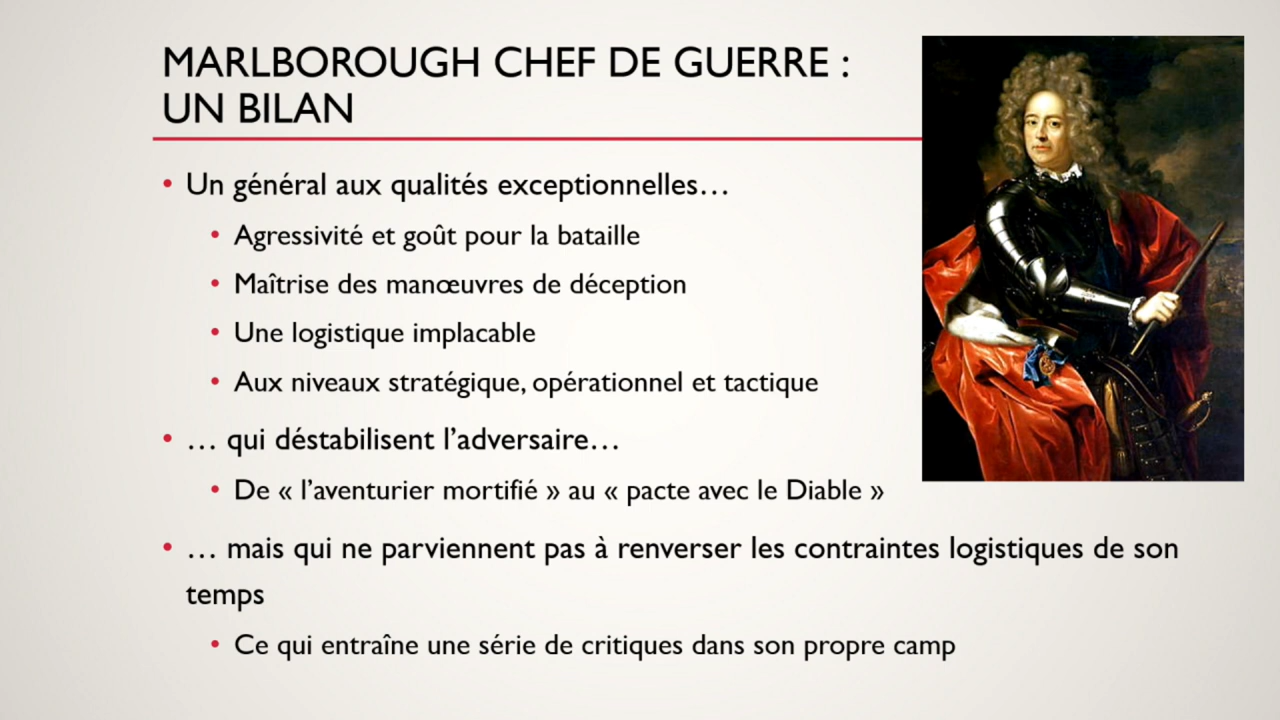 MARLBOROUGH CHEF DE GUERRE :
UN BILAN
• Un général aux qualités exceptionnelles…
• Agressivité et goût pour la bataille
• Maîtrise des manœuvres de déception
• Une logistique implacable
• Aux niveaux stratégique, opérationnel et tactique
• … qui déstabilisent l’adversaire…
• De « l’aventurier mortifié » au « pacte avec le Diable »
• … mais qui ne parviennent pas à renverser les contraintes logistiques de son
temps
• Ce qui entraîne une série de critiques dans son propre camp